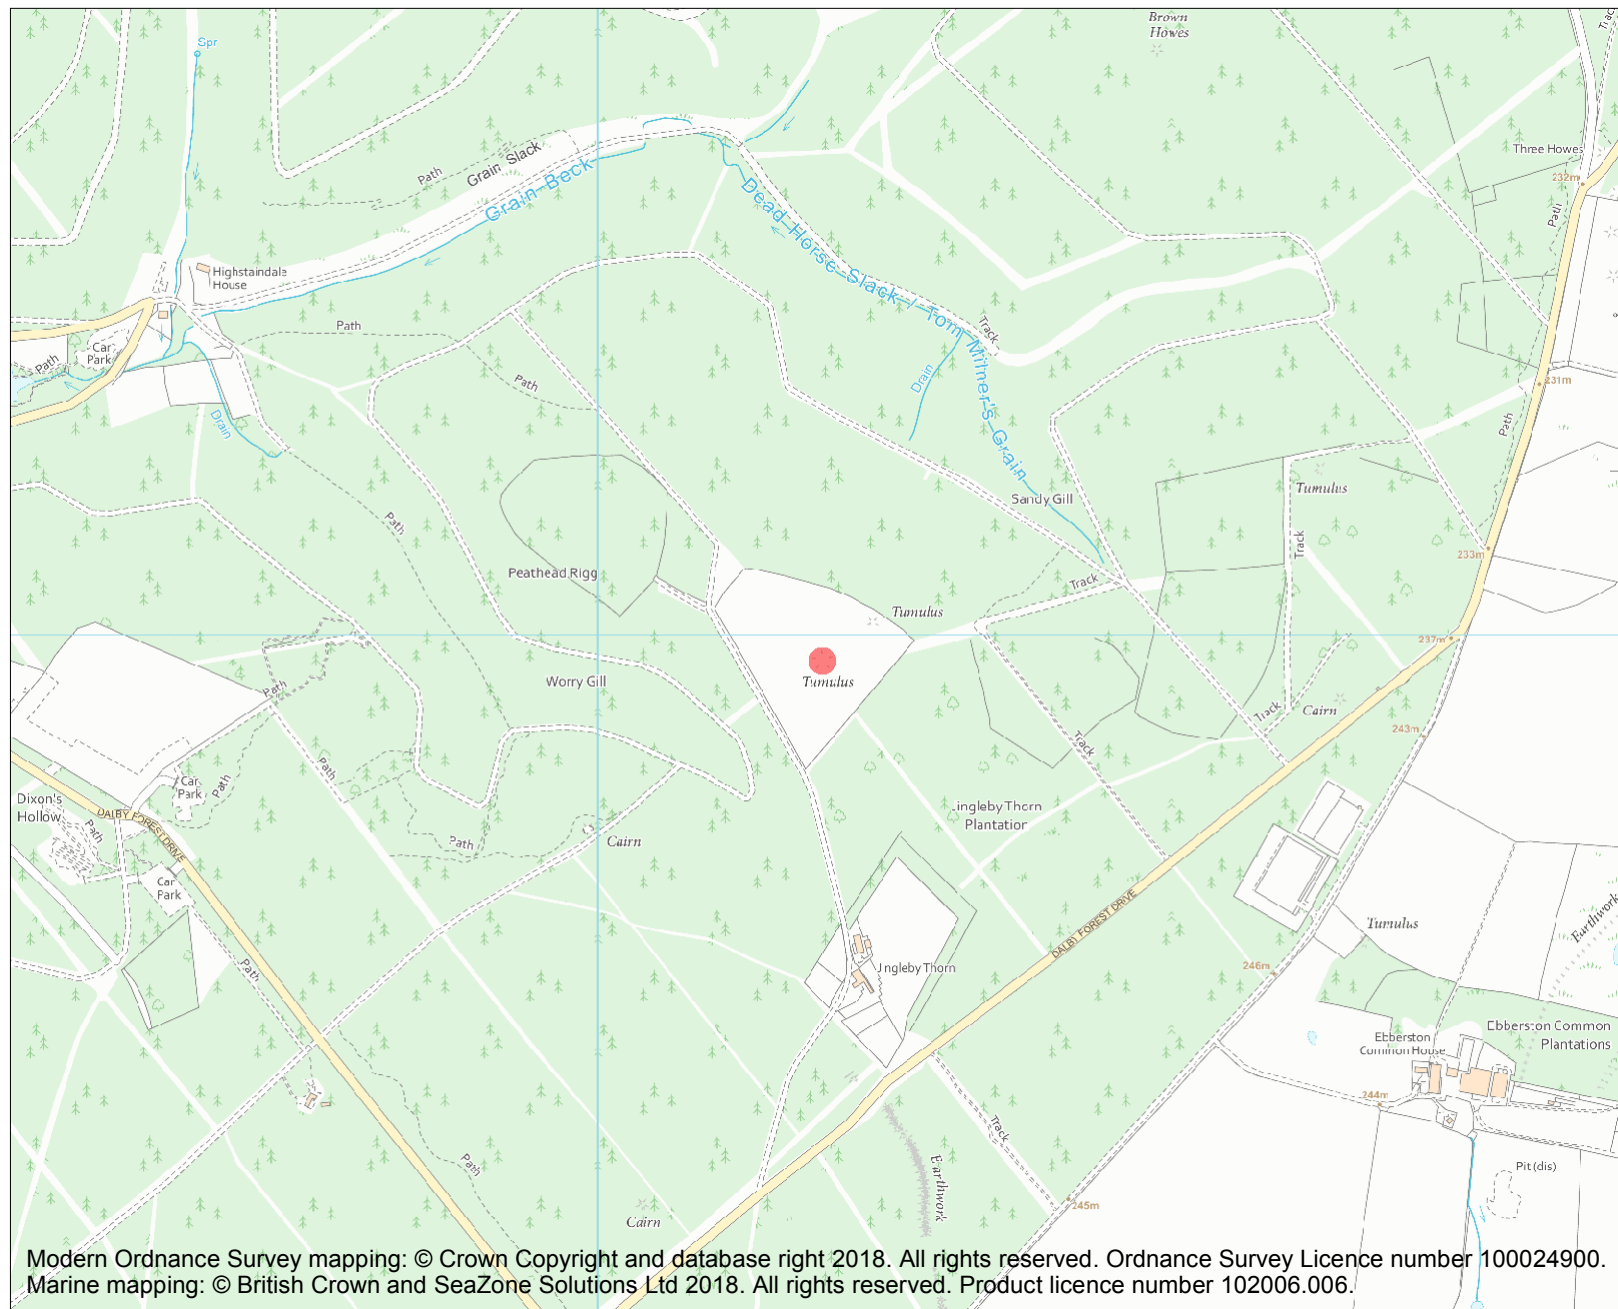 Brown
Howes
Spr
Track
Three Howes
232m
Path
Grain Slack
Grain Beck
Dead Horse Slack / Tom Milner's Grain
Path
Highstaindale
House
Track
Path
Car
Park
Path
Path
Drain
231m
Drain
Path
Path
Sandy Gill
Tumulus
Path
Track
233m
Peathead Rigg
Track
Tumulus
237m
Tumulus
Worry Gill
Path
Track
Cairn
243m
Track
Path
Car
Park
Path
Dixon's
Hollow
DALBY FOREST DRIVE
Path
Path
Cairn
Lingleby Thorn
Plantation
Car
Park
DALBY FOREST DRIVE
Tumulus
Earthwork
Path
Jingleby Thorn
246m
Ebberston
Common House
Ebberston Common
Plantations
244m
Track
Path
Earthwork
Pit (dis)
245m
Cairn
Modern Ordnance Survey mapping: © Crown Copyright and database right 2018. All rights reserved. Ordnance Survey Licence number 100024900.
Marine mapping: © British Crown and SeaZone Solutions Ltd 2018. All rights reserved. Product licence number 102006.006.